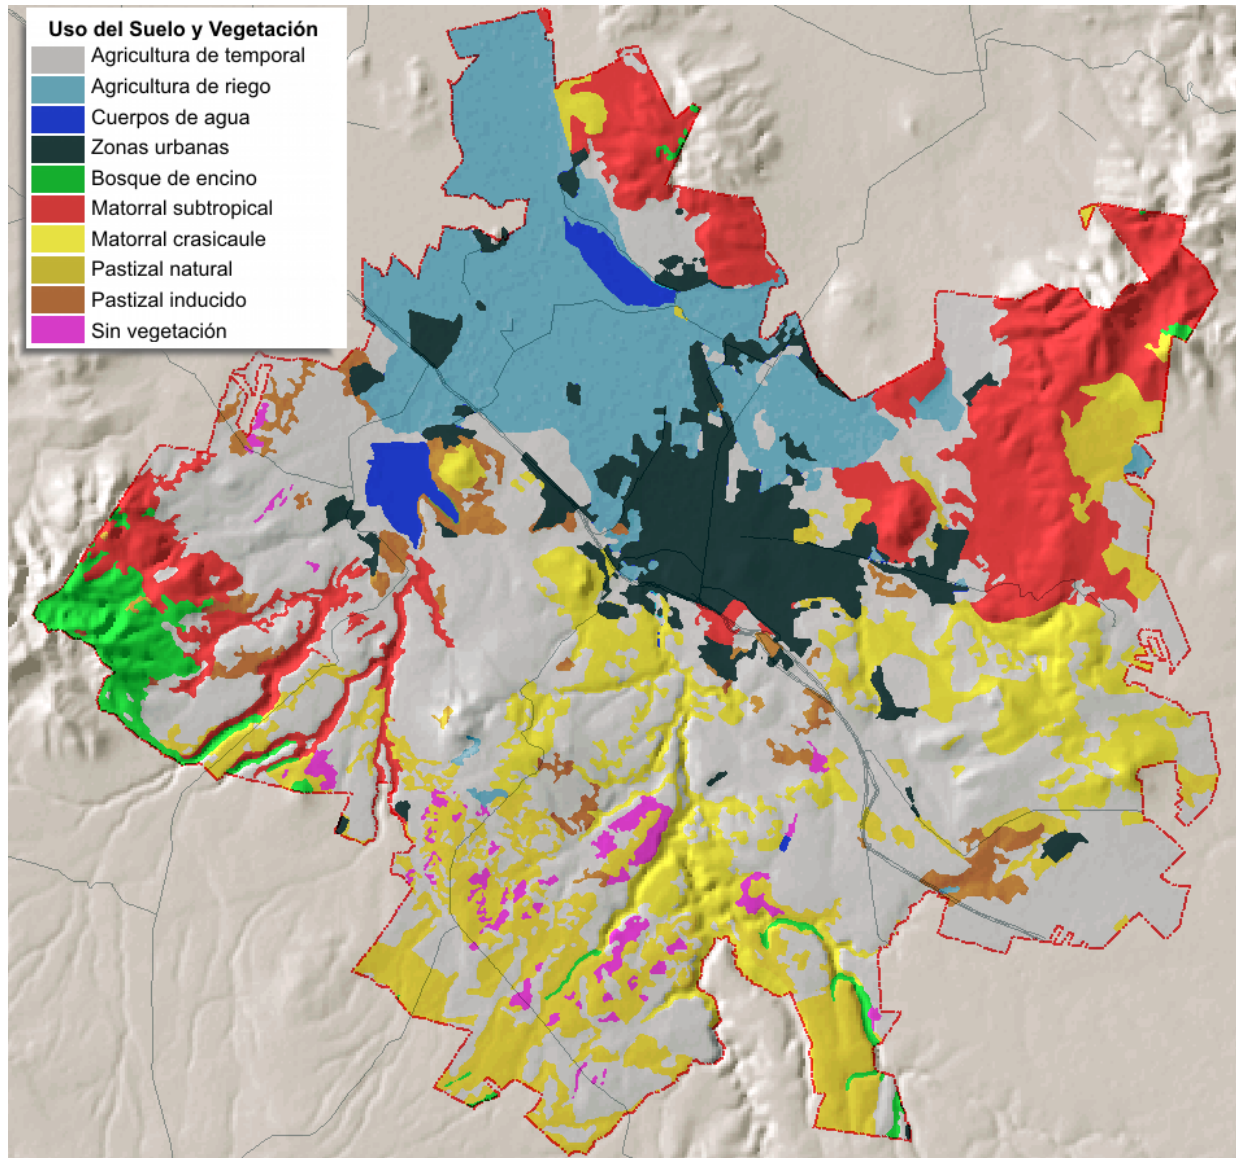 Uso del Suelo y Vegetación
Agricultura de temporal
Agricultura de riego
Cuerpos de agua
Zonas urbanas
Bosque de encino
Matorral subtropical
Matorral crasicaule
Pastizal natural
Pastizal inducido
Sin vegetación